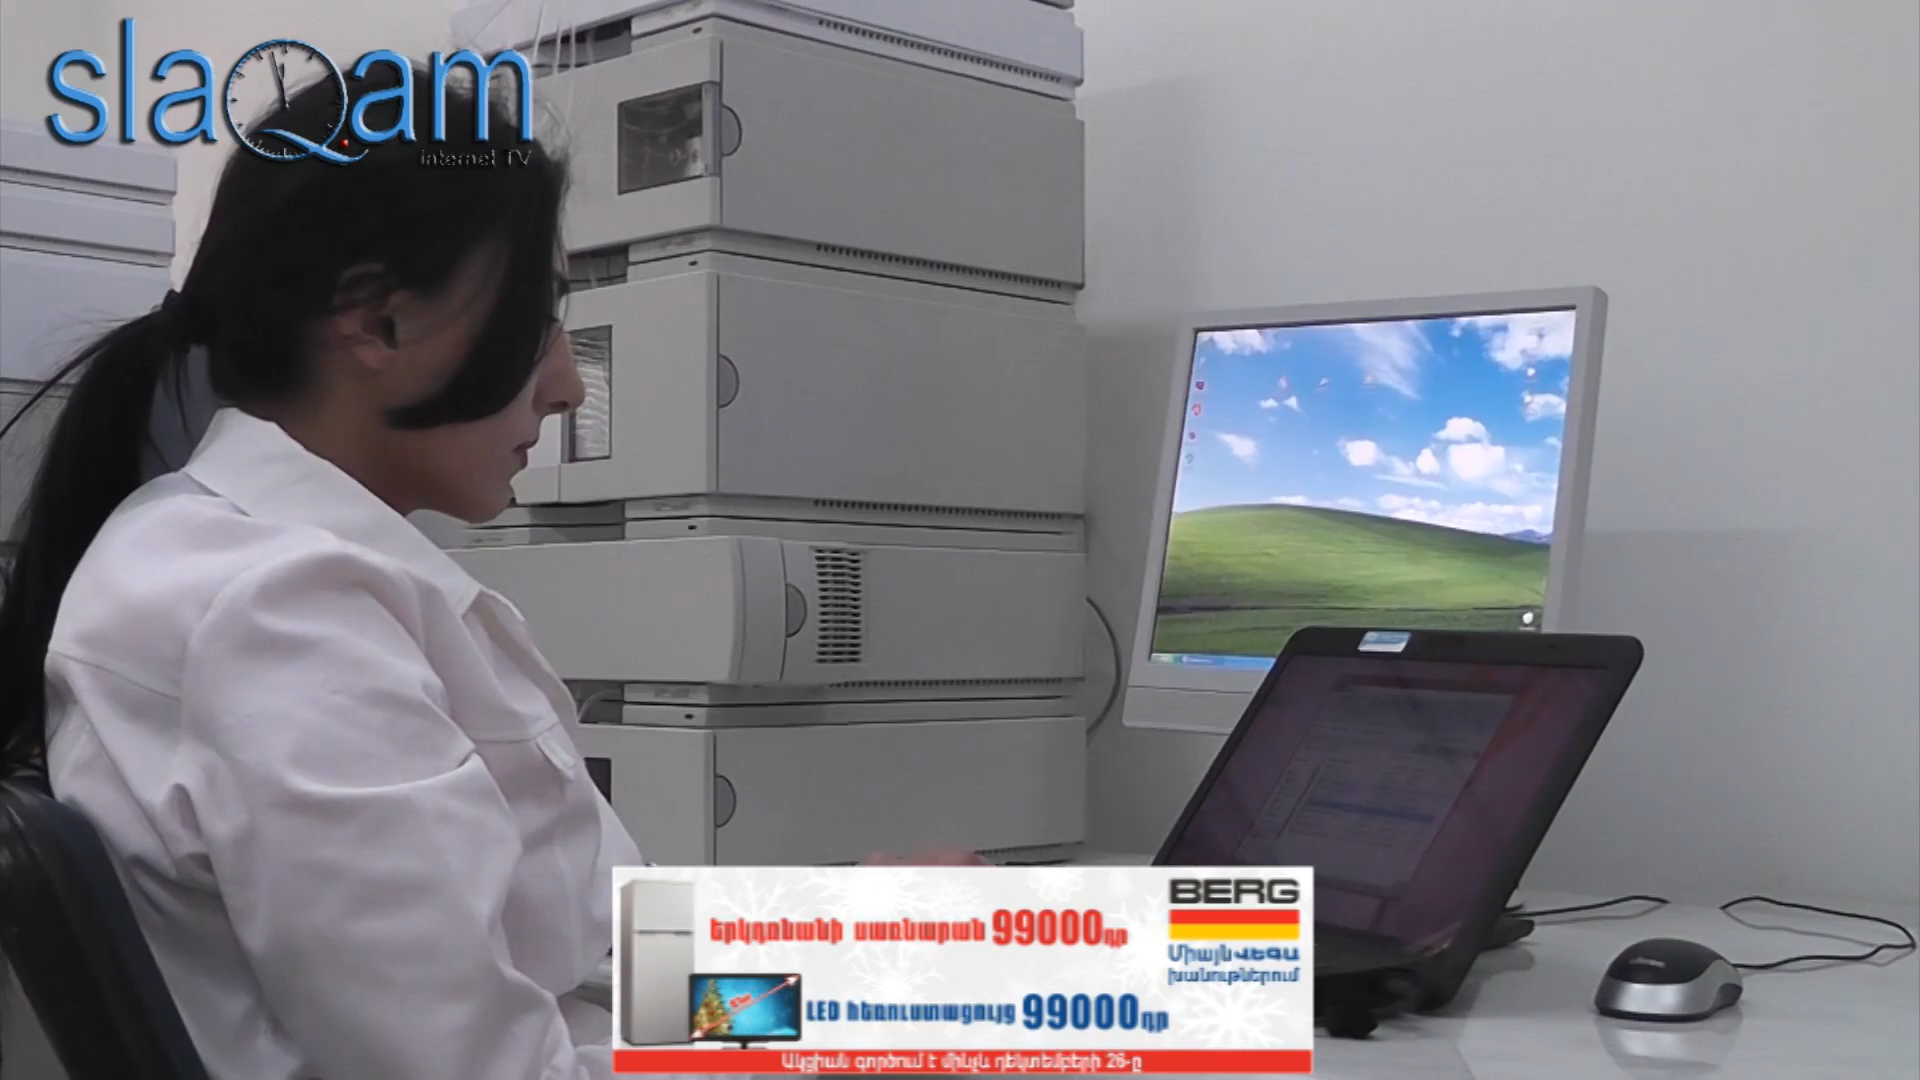 slaQam
internet TV
Երկդռնանի սառնարան 99000դր
BERG
Միայն ՎԵԳԱ
խանութներում
LED հեռուստացույց 99000դր
Ակցիան գործում է մինչև դեկտեմբերի 26-ը